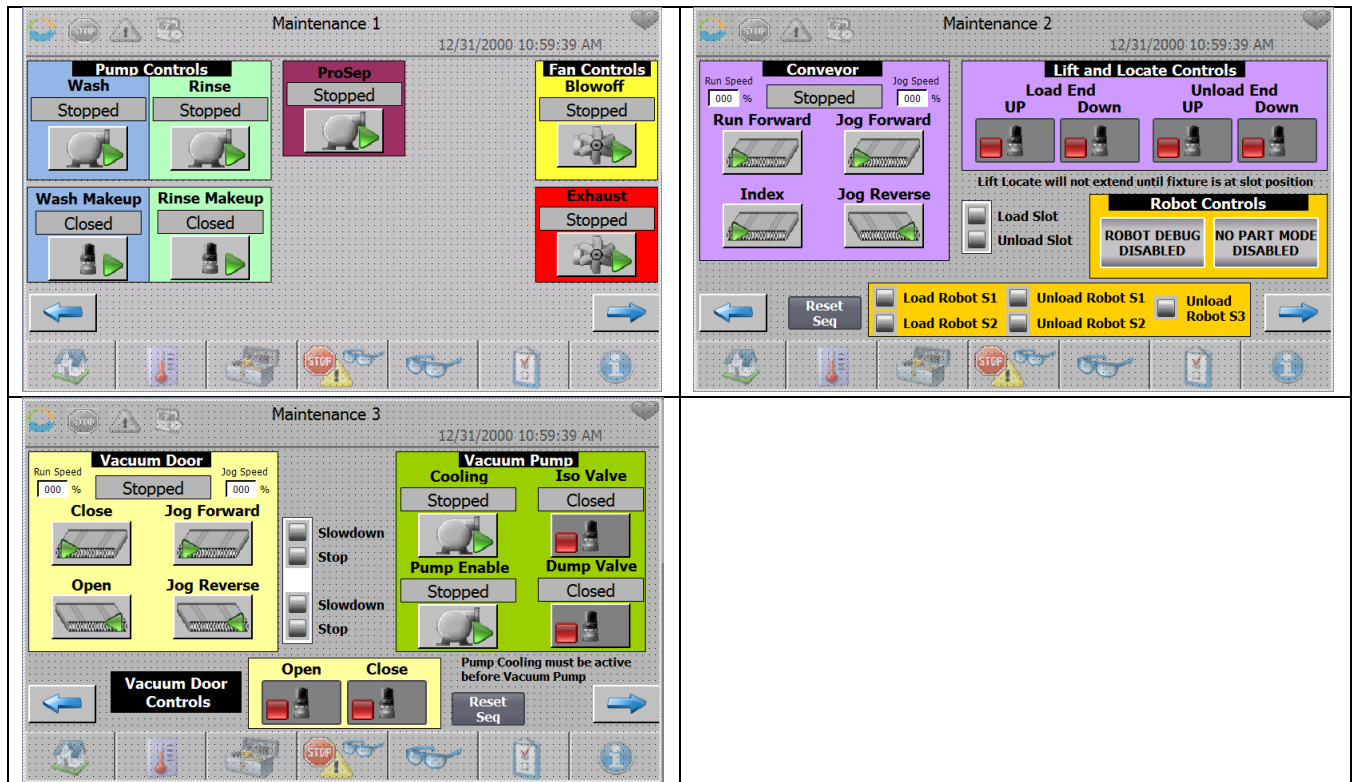 Maintenance 1
STOP
12/31/2000 10:59:39 AM
Pump Controls
Wash Rinse
Stopped Stopped
ProSep
Stopped
Fan Controls
Blowoff
Stopped
Wash Makeup Rinse Makeup
Closed Closed
Exhaust
Stopped
STOP
Maintenance 2
STOP
12/31/2000 10:59:39 AM
Conveyor
Run Speed Jog Speed
000 % Stopped 000 %
Run Forward Jog Forward
Index Jog Reverse
Lift and Locate Controls
Load End Unload End
UP Down UP Down
Lift Locate will not extend until fixture is at slot position
Load Slot
Unload Slot
Robot Controls
ROBOT DEBUG DISABLED
NO PART MODE DISABLED
Reset
Seq
Load Robot S1 Unload Robot S1
Load Robot S2 Unload Robot S2
Unload
Robot S3
STOP
Maintenance 3
STOP
12/31/2000 10:59:39 AM
Vacuum Door
Run Speed Jog Speed
000 % Stopped 000 %
Close Jog Forward
Open Jog Reverse
Slowdown
Stop
Slowdown
Stop
Vacuum Pump
Cooling Iso Valve
Stopped Closed
Pump Enable Dump Valve
Stopped Closed
Vacuum Door
Controls
Open Close
Pump Cooling must be active
before Vacuum Pump
Reset
Seq
STOP